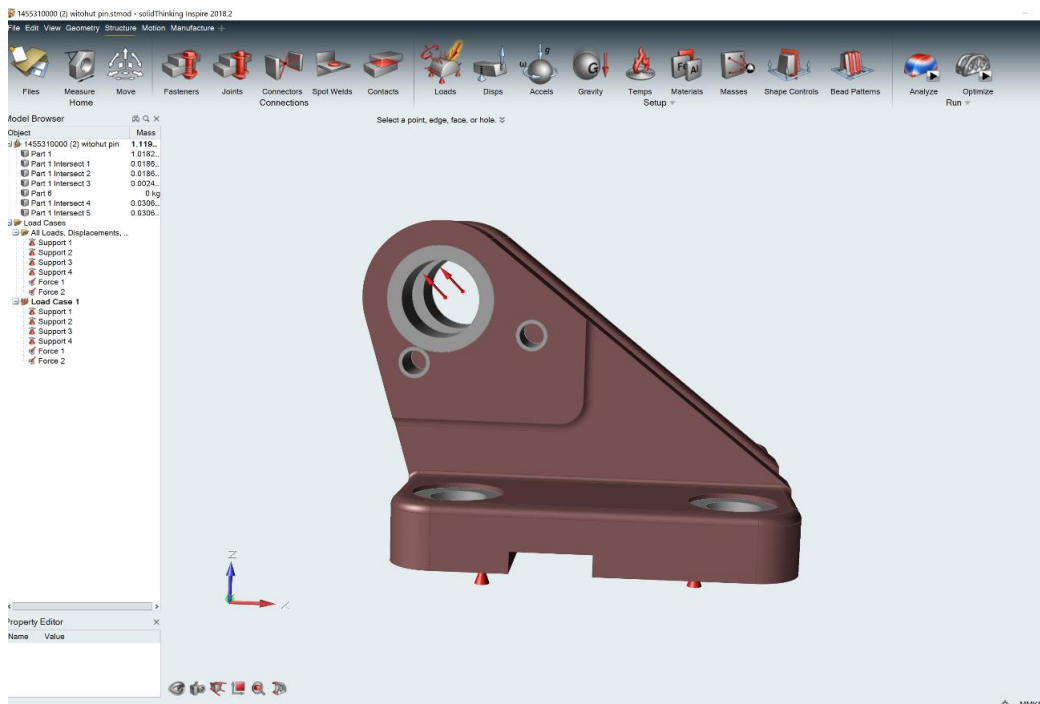 1455310000 (2) witohut pin.stmod - solidThinking Inspire 2018.2
File Edit View Geometry Structure Motion Manufacture +
Files Measure Move Fasteners Joints Connectors Spot Welds Contacts Loads Disps Accels Gravity Temps Materials Masses Shape Controls Bead Patterns Analyze Optimize
Home Connections Setup Run
Model Browser
Select a point, edge, face, or hole.
Object Mass
1455310000 (2) witohut pin 1.119...
Part 1 1.0182...
Part 1 Intersect 1 0.0186...
Part 1 Intersect 2 0.0186...
Part 1 Intersect 3 0.0024...
Part 6 0 kg
Part 1 Intersect 4 0.0306...
Part 1 Intersect 5 0.0306...
Load Cases
All Loads, Displacements, ...
Support 1
Support 2
Support 3
Support 4
Force 1
Force 2
Load Case 1
Support 1
Support 2
Support 3
Support 4
Force 1
Force 2
ω g
G
Fe Al
Z
X
Property Editor
Name Value